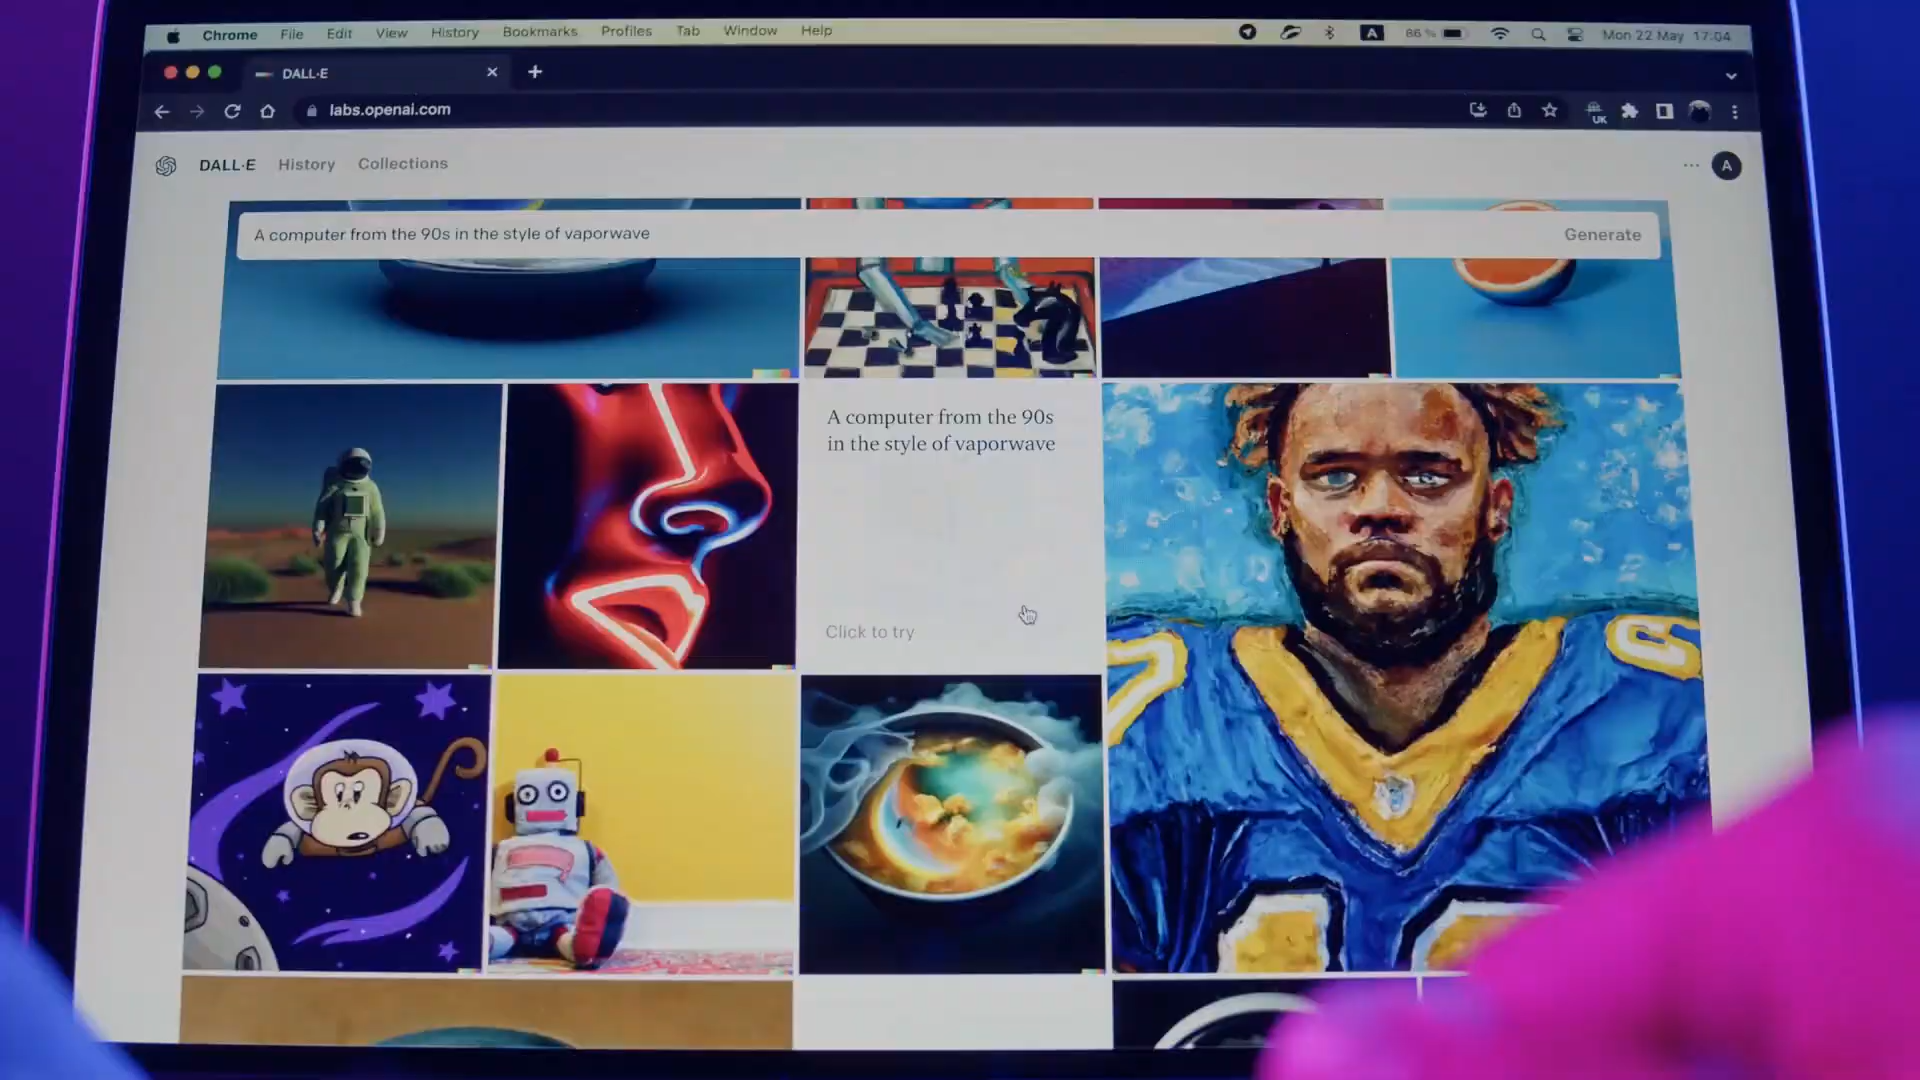 Chrome File Edit View History Bookmarks Profiles Tab Window Help A 86 % Mon 22 May 17:04
DALL·E
labs.openai.com
UK
DALL·E History Collections ... A
A computer from the 90s in the style of vaporwave Generate
A computer from the 90s
in the style of vaporwave
Click to try